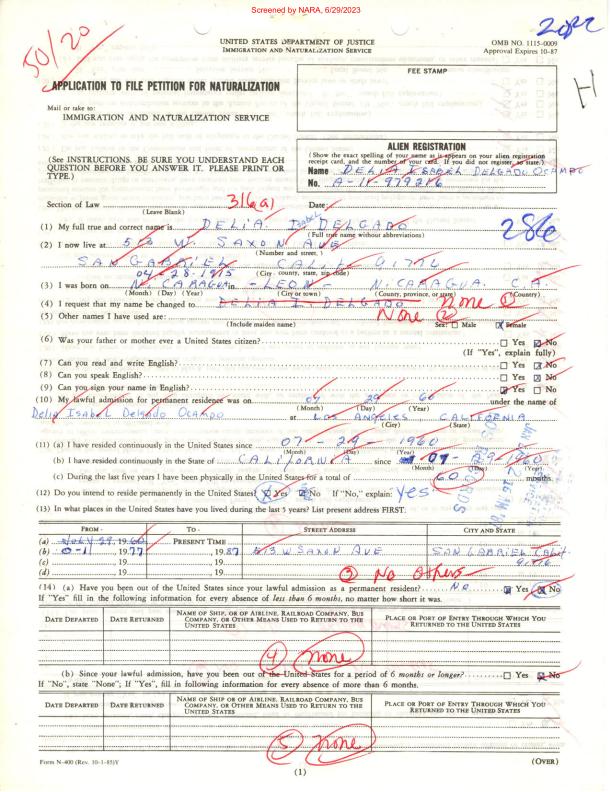 Screened by NARA, 6/29/2023
50/20
UNITED STATES DEPARTMENT OF JUSTICE
IMMIGRATION AND NATURALIZATION SERVICE
OMB NO. 1115-0009
Approval Expires 10-87
H
APPLICATION TO FILE PETITION FOR NATURALIZATION
FEE STAMP
Mail or take to:
IMMIGRATION AND NATURALIZATION SERVICE
(See INSTRUCTIONS. BE SURE YOU UNDERSTAND EACH
QUESTION BEFORE YOU ANSWER IT. PLEASE PRINT OR
TYPE.)
ALIEN REGISTRATION
(Show the exact spelling of your name as it appears on your alien registration
receipt card, and the number of your card. If you did not register, so state.)
Name DELIA ISABEL DELGADO OCAMPO
No. A-11-979216
Section of Law 316(a) Date:
(Leave Blank)
(1) My full true and correct name is DELIA. Isabel DELGADO
(Full true name without abbreviations)
286
(2) I now live at 513 W. SAXON AVE
(Number and street, )
SAN GABRIEL CALIF 91776
(City, county, state, zip code)
04-28-1915
(3) I was born on N. CARAGUA in -LEON- N. CARAGUA. C.A.
(Month) (Day) (Year) (City or town) (County, province, or state) (Country)
(4) I request that my name be changed to DELIA I. DELGADO None 1
(5) Other names I have used are: None 2
(Include maiden name) Sex: Male Female
(6) Was your father or mother ever a United States citizen? Yes No
(If "Yes", explain fully)
(7) Can you read and write English? Yes No
(8) Can you speak English? Yes No
(9) Can you sign your name in English? Yes No
(10) My lawful admission for permanent residence was on 07 29 60 under the name of
(Month) (Day) (Year)
Delia Isabel Delgado Ocampo at LOS ANGELES CALIFORNIA
(City) (State)
(11) (a) I have resided continuously in the United States since 07-29-1960
(Month) (Day) (Year)
(b) I have resided continuously in the State of CALIFORNIA since 07-29-1960
(Month) (Day) (Year)
(c) During the last five years I have been physically in the United States for a total of 60 months.
(12) Do you intend to reside permanently in the United States? Yes No If "No," explain: Yes
(13) In what places in the United States have you lived during the last 5 years? List present address FIRST.
FROM - TO - STREET ADDRESS CITY AND STATE
(a) JULY 29, 1960 PRESENT TIME
(b) 0-1, 1977 , 1987 513 W SAXON AVE SAN GABRIEL CALIF.
(c) , 19 , 19 91776
(d) , 19 , 19 3 No Others
(14) (a) Have you been out of the United States since your lawful admission as a permanent resident? No Yes No
If "Yes" fill in the following information for every absence of less than 6 months, no matter how short it was.
DATE DEPARTED DATE RETURNED NAME OF SHIP, OR OF AIRLINE, RAILROAD COMPANY, BUS COMPANY, OR OTHER MEANS USED TO RETURN TO THE UNITED STATES PLACE OR PORT OF ENTRY THROUGH WHICH YOU RETURNED TO THE UNITED STATES
4 None
(b) Since your lawful admission, have you been out of the United States for a period of 6 months or longer? Yes No
If "No", state "None"; If "Yes", fill in following information for every absence of more than 6 months.
DATE DEPARTED DATE RETURNED NAME OF SHIP, OR OF AIRLINE, RAILROAD COMPANY, BUS COMPANY, OR OTHER MEANS USED TO RETURN TO THE UNITED STATES PLACE OR PORT OF ENTRY THROUGH WHICH YOU RETURNED TO THE UNITED STATES
5 None
Form N-400 (Rev. 10-1-85)Y
(OVER)
(1)